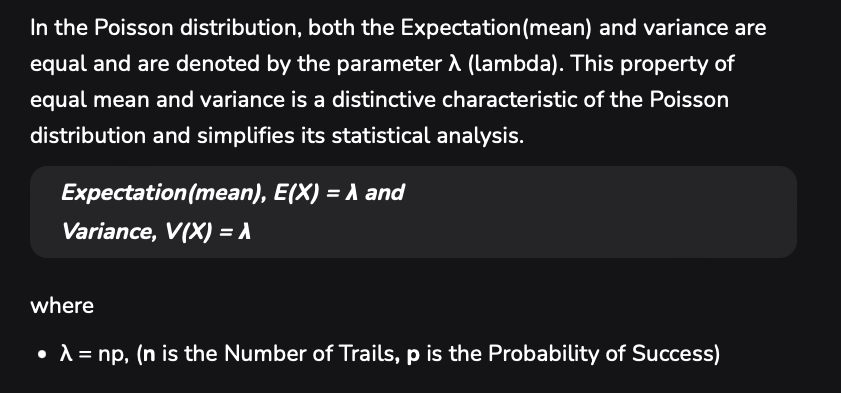 In the Poisson distribution, both the Expectation(mean) and variance are
equal and are denoted by the parameter λ (lambda). This property of
equal mean and variance is a distinctive characteristic of the Poisson
distribution and simplifies its statistical analysis.
Expectation(mean), E(X) = λ and
Variance, V(X) = λ
where
• λ = np, (n is the Number of Trails, p is the Probability of Success)